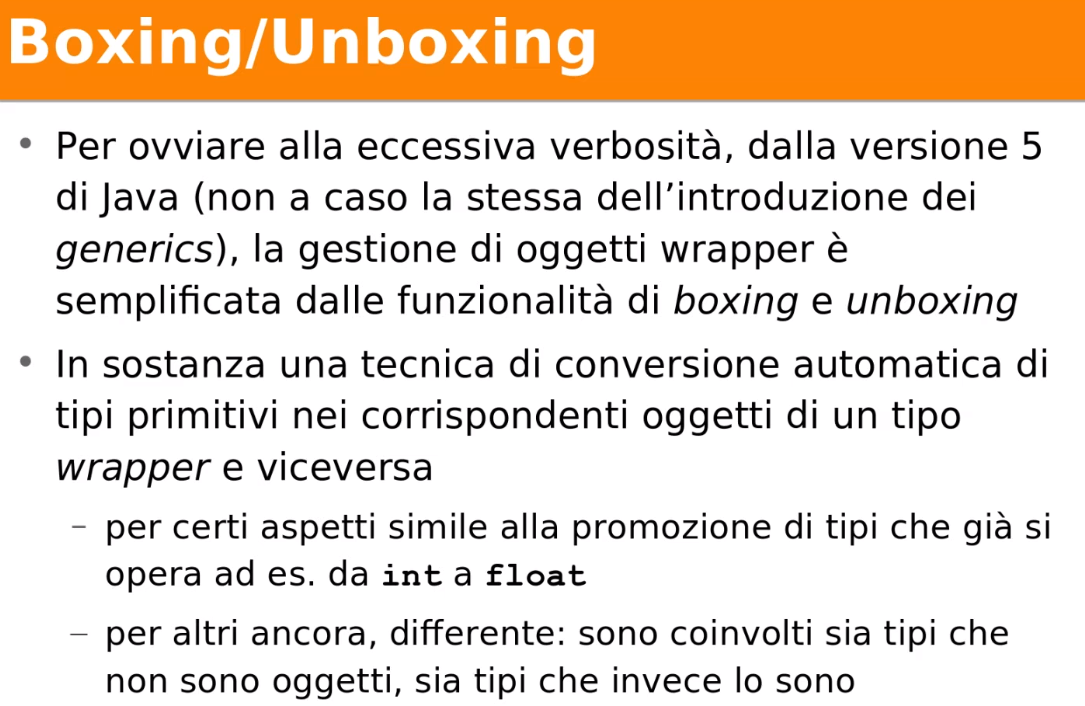 Boxing/Unboxing
• Per ovviare alla eccessiva verbosità, dalla versione 5
di Java (non a caso la stessa dell’introduzione dei
generics), la gestione di oggetti wrapper è
semplificata dalle funzionalità di boxing e unboxing
• In sostanza una tecnica di conversione automatica di
tipi primitivi nei corrispondenti oggetti di un tipo
wrapper e viceversa
– per certi aspetti simile alla promozione di tipi che già si
opera ad es. da int a float
– per altri ancora, differente: sono coinvolti sia tipi che
non sono oggetti, sia tipi che invece lo sono